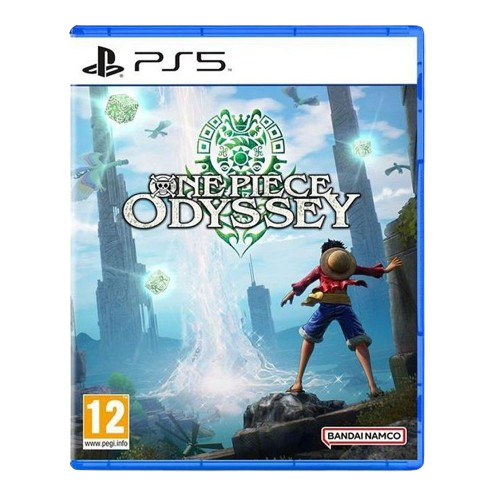 PS5
ONE PIECE
ODYSSEY
12
www.pegi.info
BANDAI NAMCO